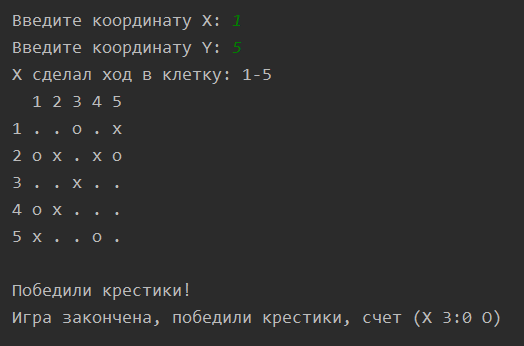 Введите координату X: 1
Введите координату Y: 5
X сделал ход в клетку: 1-5
  1 2 3 4 5
1 . . o . x
2 o x . x o
3 . . x . .
4 o x . . .
5 x . . o .
Победили крестики!
Игра закончена, победили крестики, счет (X 3:0 O)